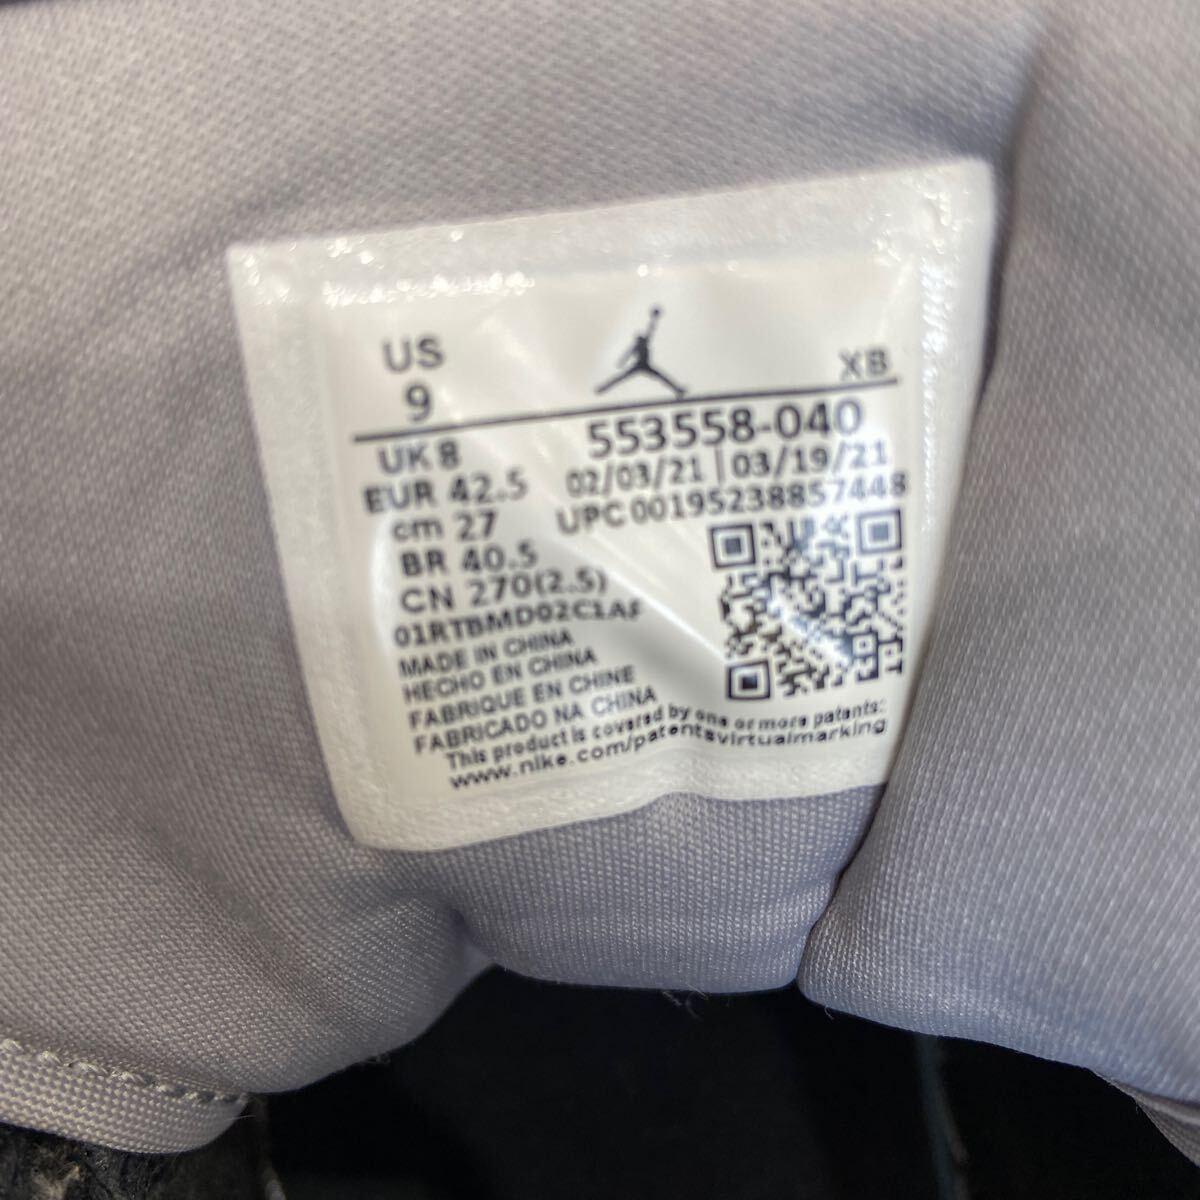 US
9
XB
553558-040
UK 8
02/03/21 | 03/19/21
EUR 42.5
UPC 00195238857448
cm 27
BR 40.5
CN 270(2.5)
MADE IN CHINA
HECHO EN CHINA
FABRIQUE EN CHINE
FABRICADO NA CHINA
This product is covered by one or more patents:
www.nike.com/patentsvirtualmarking